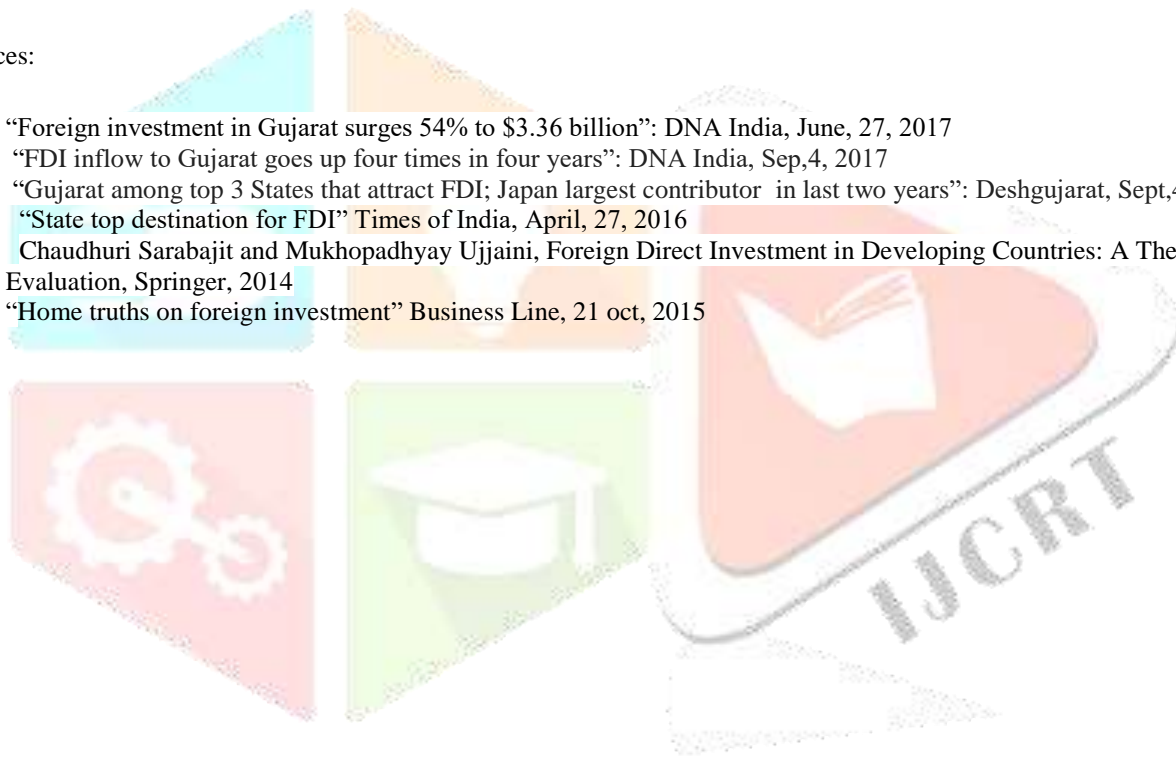 ces:
“Foreign investment in Gujarat surges 54% to $3.36 billion”: DNA India, June, 27, 2017
“FDI inflow to Gujarat goes up four times in four years”: DNA India, Sep,4, 2017
“Gujarat among top 3 States that attract FDI; Japan largest contributor in last two years”: Deshgujarat, Sept,4
“State top destination for FDI” Times of India, April, 27, 2016
Chaudhuri Sarabajit and Mukhopadhyay Ujjaini, Foreign Direct Investment in Developing Countries: A The
Evaluation, Springer, 2014
“Home truths on foreign investment” Business Line, 21 oct, 2015
IJCRT